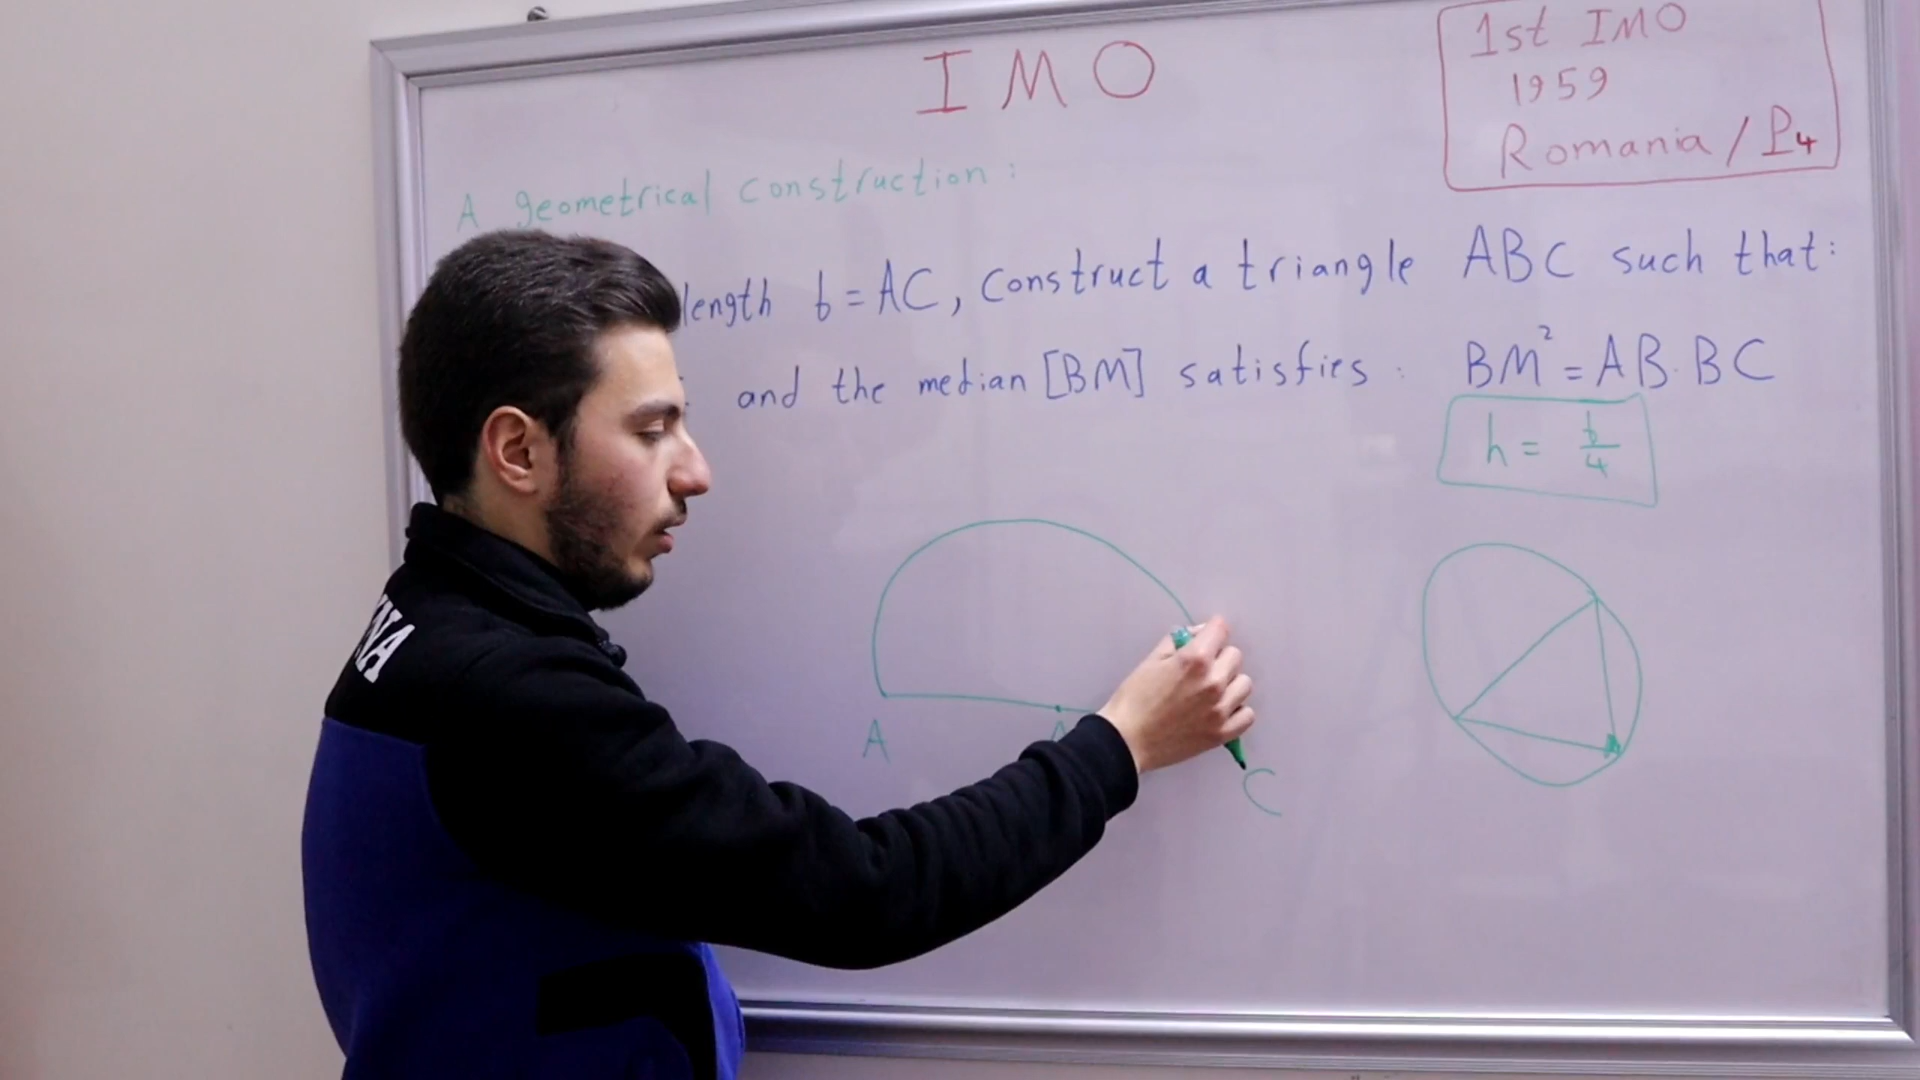 IMO
1st IMO
1959
Romania / P4
A geometrical construction :
length b = AC, construct a triangle ABC such that:
and the median [BM] satisfies : BM² = AB.BC
h = b/4
A
C